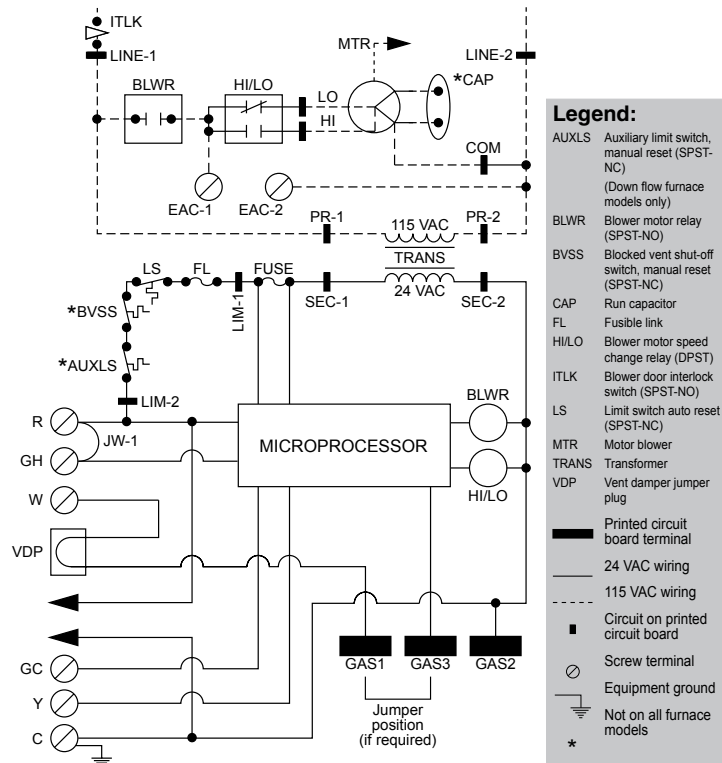 ITLK
LINE-1
MTR
LINE-2
BLWR
HI/LO
LO
HI
*CAP
COM
EAC-1
EAC-2
PR-1
115 VAC
PR-2
TRANS
24 VAC
LS
FL
LIM-1
FUSE
SEC-1
SEC-2
*BVSS
*AUXLS
LIM-2
R
JW-1
GH
W
VDP
MICROPROCESSOR
BLWR
HI/LO
GC
Y
C
GAS1
GAS3
GAS2
Jumper
position
(if required)
Legend:
AUXLS Auxiliary limit switch,
manual reset (SPST-
NC)
(Down flow furnace
models only)
BLWR Blower motor relay
(SPST-NO)
BVSS Blocked vent shut-off
switch, manual reset
(SPST-NC)
CAP Run capacitor
FL Fusible link
HI/LO Blower motor speed
change relay (DPST)
ITLK Blower door interlock
switch (SPST-NO)
LS Limit switch auto reset
(SPST-NC)
MTR Motor blower
TRANS Transformer
VDP Vent damper jumper
plug
Printed circuit
board terminal
24 VAC wiring
115 VAC wiring
Circuit on printed
circuit board
Screw terminal
Equipment ground
Not on all furnace
models
*